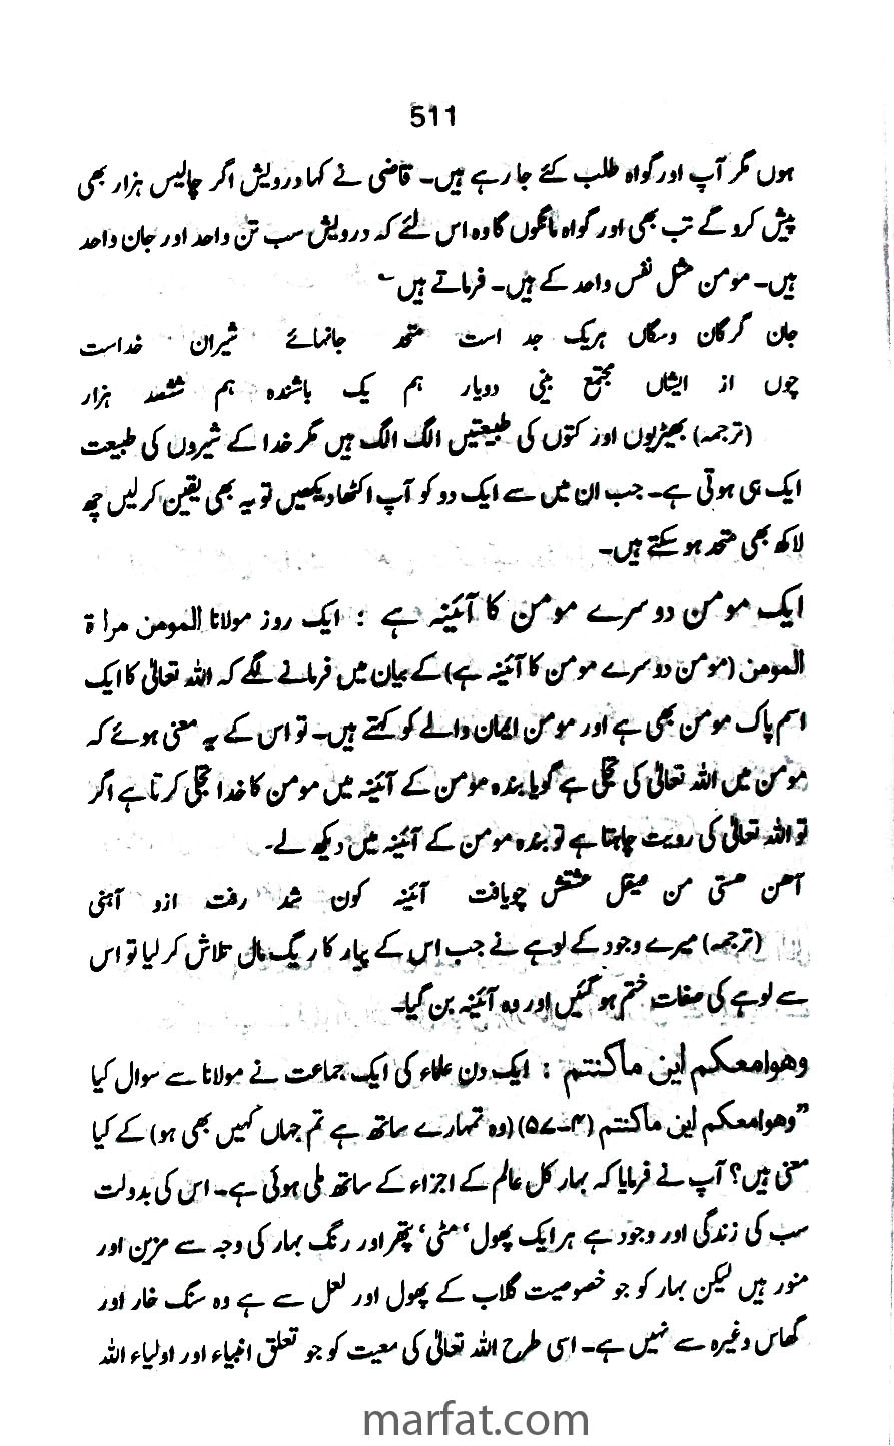 511
ہوں مگر آپ اور گواہ طلب کئے جا رہے ہیں۔ قاضی نے کہا درویش اگر چالیس ہزار بھی
پیش کرو گے تب بھی اور گواہ مانگوں گا وہ اس لئے کہ درویش سب تن واحد اور جان واحد
ہیں۔ مومن مثل نفس واحد کے ہیں۔ فرماتے ہیں ؎
جان گرگان و سگاں ہریک جد است متحد جانہائے شیران خداست
چوں از ایشاں مجتمع بینی دویار ہم یک باشندہ ہم ششصد ہزار
(ترجمہ) بھیڑیوں اور کتوں کی طبیعتیں الگ الگ ہیں مگر خدا کے شیروں کی طبیعت
ایک ہی ہوتی ہے۔ جب ان میں سے ایک دو کو آپ اکٹھا دیکھیں تو یہ بھی یقین کر لیں چھ
لاکھ بھی متحد ہو سکتے ہیں۔
ایک مومن دوسرے مومن کا آئینہ ہے : ایک روز مولانا المومن مراۃ
المومن (مومن دوسرے مومن کا آئینہ ہے) کے بیان میں فرمانے لگے کہ اللہ تعالیٰ کا ایک
اسم پاک مومن بھی ہے اور مومن ایمان والے کو کہتے ہیں۔ تو اس کے یہ معنی ہوئے کہ
مومن میں اللہ تعالیٰ کی تجلی ہے گویا بندہ مومن کے آئینہ میں مومن کا خدا تجلی کرتا ہے اگر
تو اللہ تعالیٰ کی رویت چاہتا ہے تو بندہ مومن کے آئینہ میں دیکھ لے۔
آھن ھستی من صیقل عشقش چویافت آئینہ کون شد رفت ازو آہنی
(ترجمہ) میرے وجود کے لوہے نے جب اس کے پیار کا ریگ مال تلاش کر لیا تو اس
سے لوہے کی صفات ختم ہو گئیں اور وہ آئینہ بن گیا۔
وھوامعکم این ماکنتم : ایک دن علماء کی ایک جماعت نے مولانا سے سوال کیا
”وھوامعکم این ماکنتم (۴۔۵۷) (وہ تمہارے ساتھ ہے تم جہاں کہیں بھی ہو) کے کیا
معنی ہیں؟ آپ نے فرمایا کہ بہار کل عالم کے اجزاء کے ساتھ ملی ہوئی ہے۔ اس کی بدولت
سب کی زندگی اور وجود ہے ہر ایک پھول‘ مٹی‘ پتھر اور رنگ بہار کی وجہ سے مزین اور
منور ہیں لیکن بہار کو جو خصوصیت گلاب کے پھول اور لعل سے ہے وہ سنگ خار اور
گھاس وغیرہ سے نہیں ہے۔ اسی طرح اللہ تعالیٰ کی معیت کو جو تعلق انبیاء اور اولیاء اللہ
marfat.com